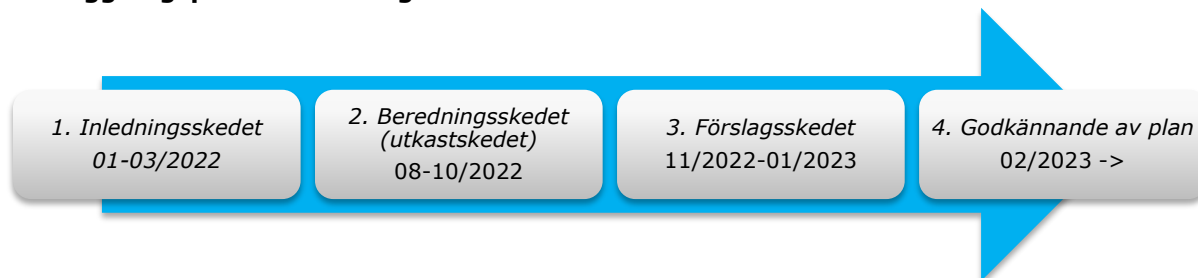 1. Inledningsskedet
01-03/2022
2. Beredningsskedet
(utkastskedet)
08-10/2022
3. Förslagsskedet
11/2022-01/2023
4. Godkännande av plan
02/2023 ->